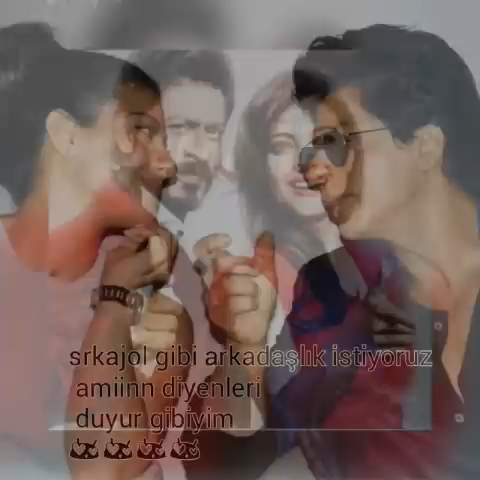 srkajol gibi arkadaşlık istiyoruz
amiinn diyenleri
duyur gibiyim